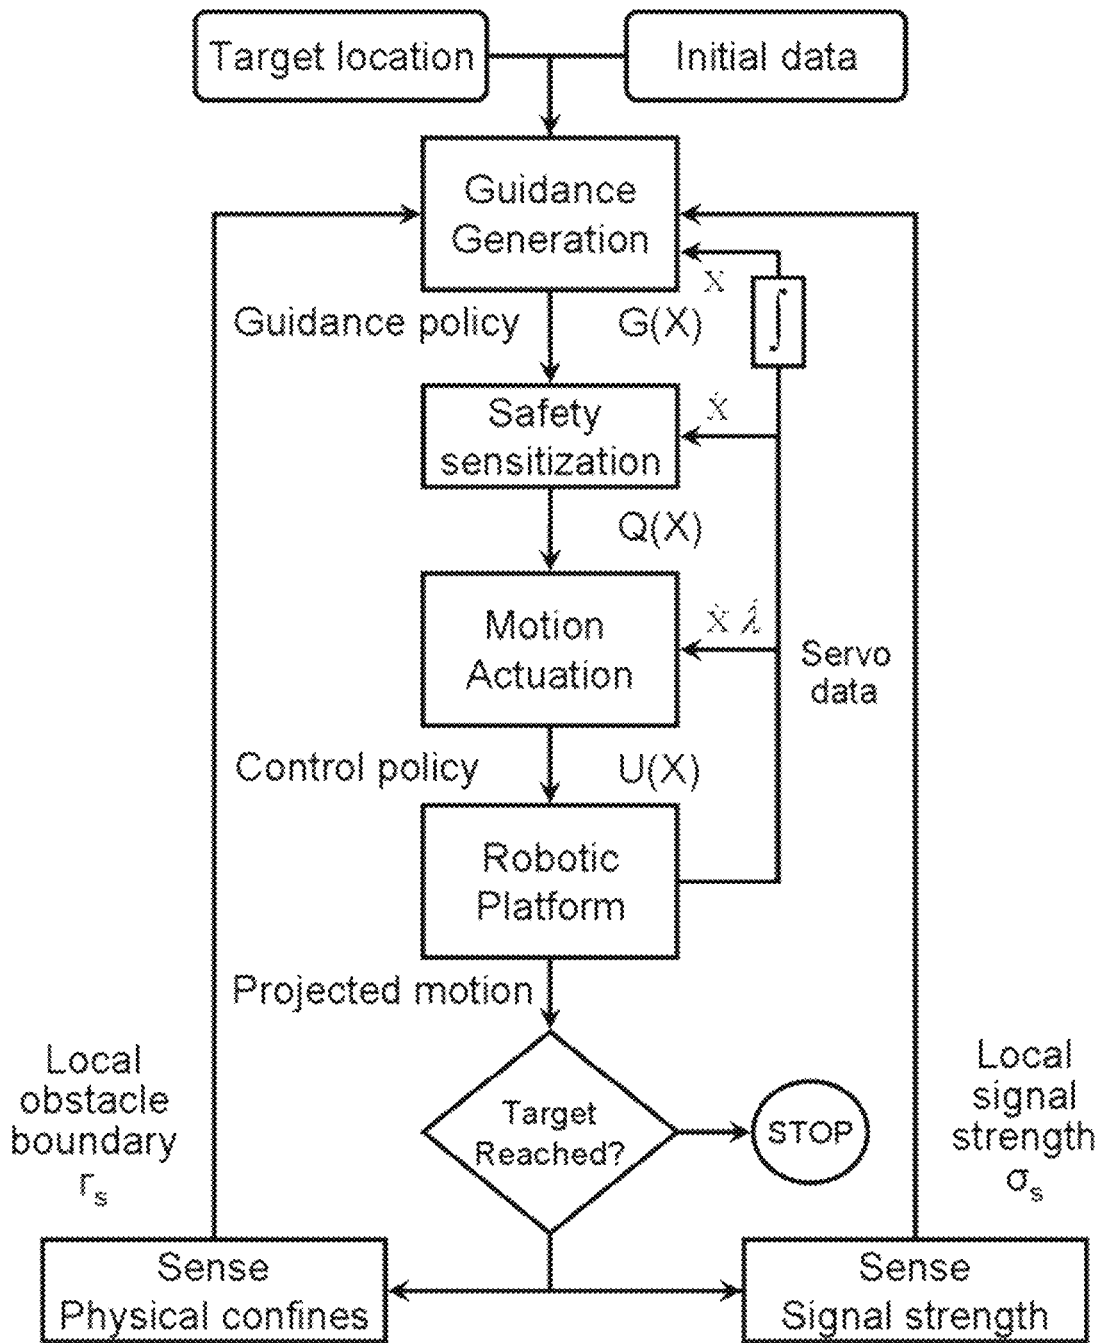 Target location
Initial data
Guidance
Generation
x
∫
Guidance policy
G(X)
Safety
sensitization
ẋ
Q(X)
Motion
Actuation
ẋ
Servo
data
Control policy
U(X)
Robotic
Platform
Projected motion
Local
obstacle
boundary
rₛ
Target
Reached?
STOP
Local
signal
strength
σₛ
Sense
Physical confines
Sense
Signal strength